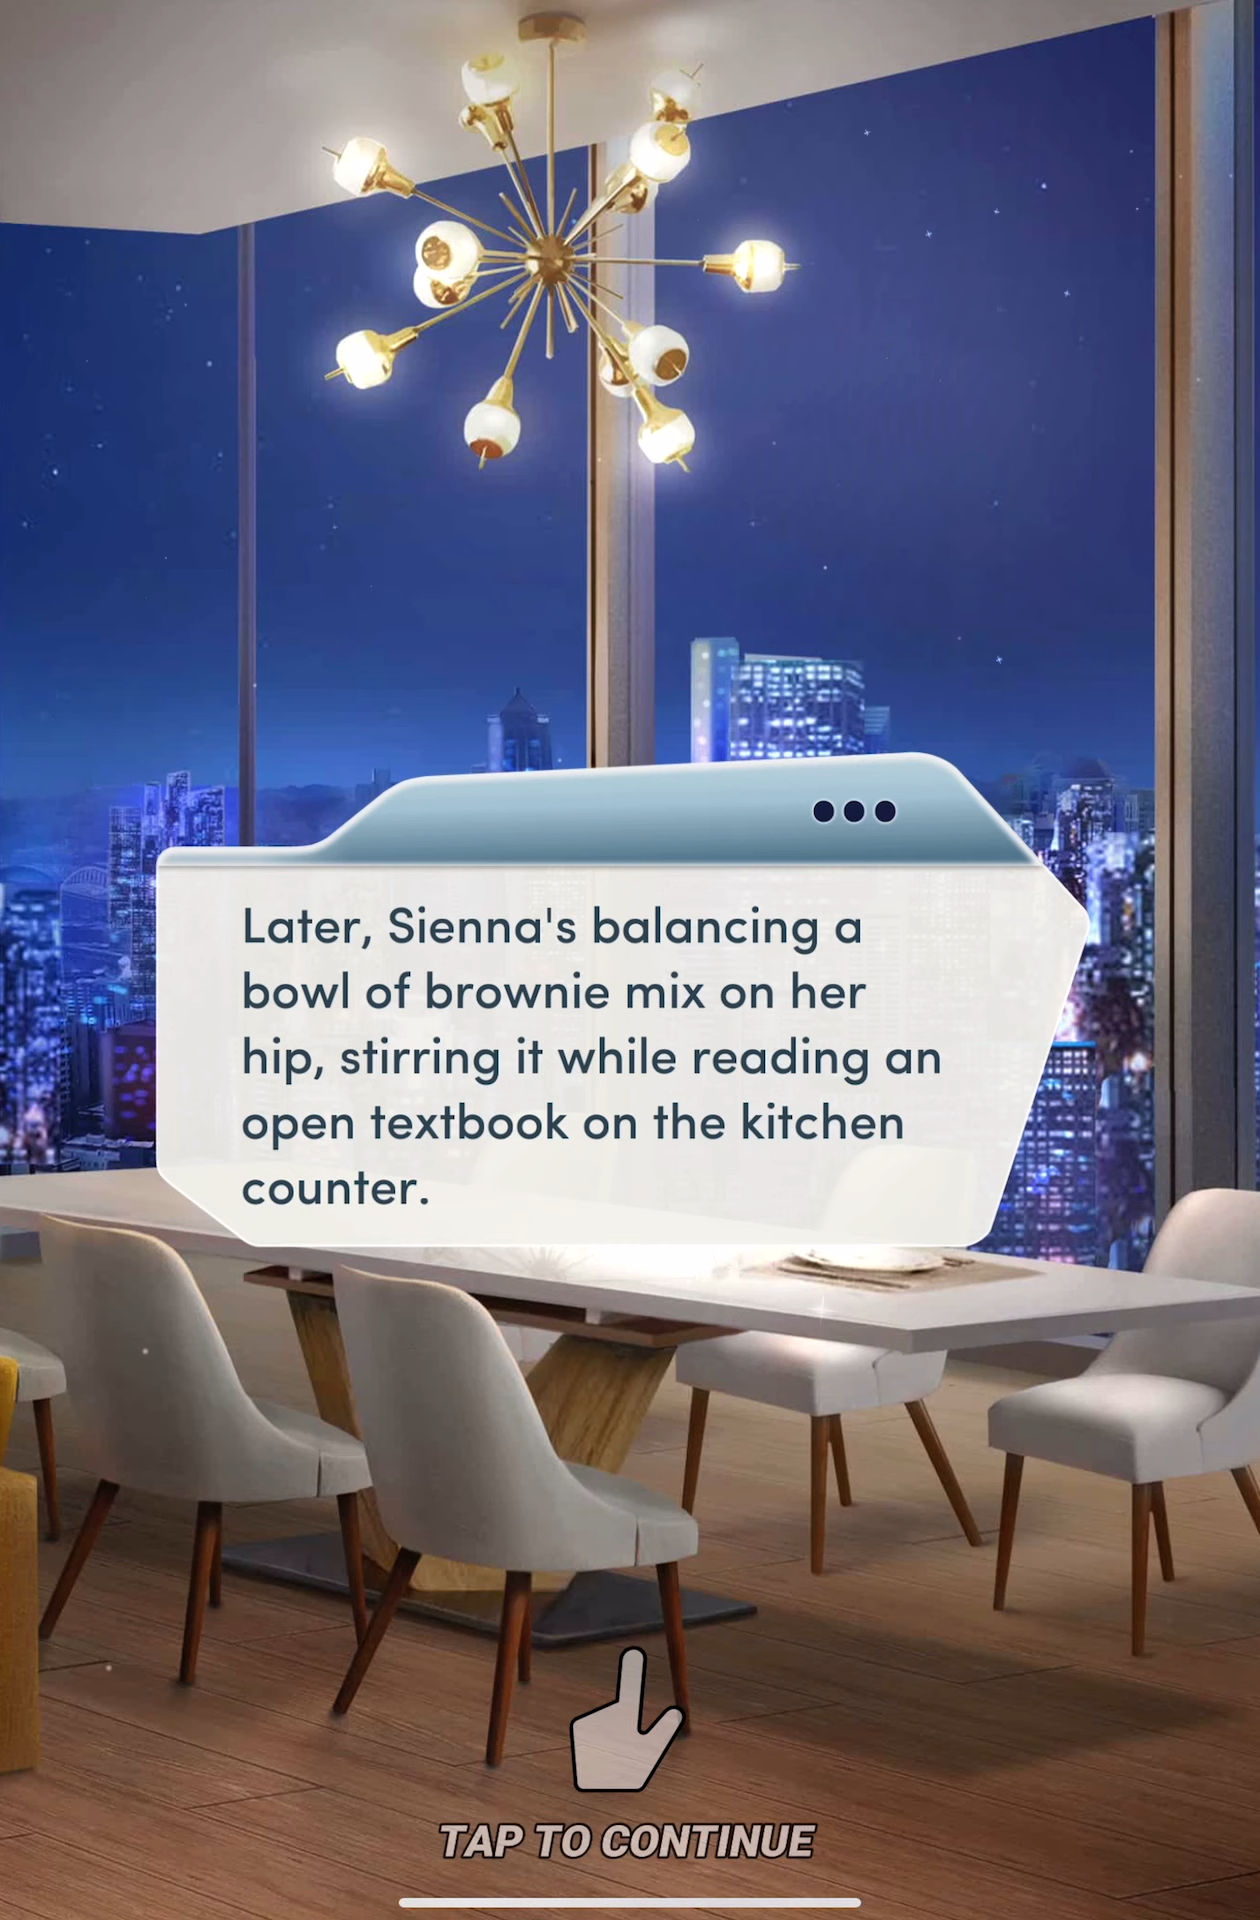 Later, Sienna's balancing a
bowl of brownie mix on her
hip, stirring it while reading an
open textbook on the kitchen
counter.
TAP TO CONTINUE